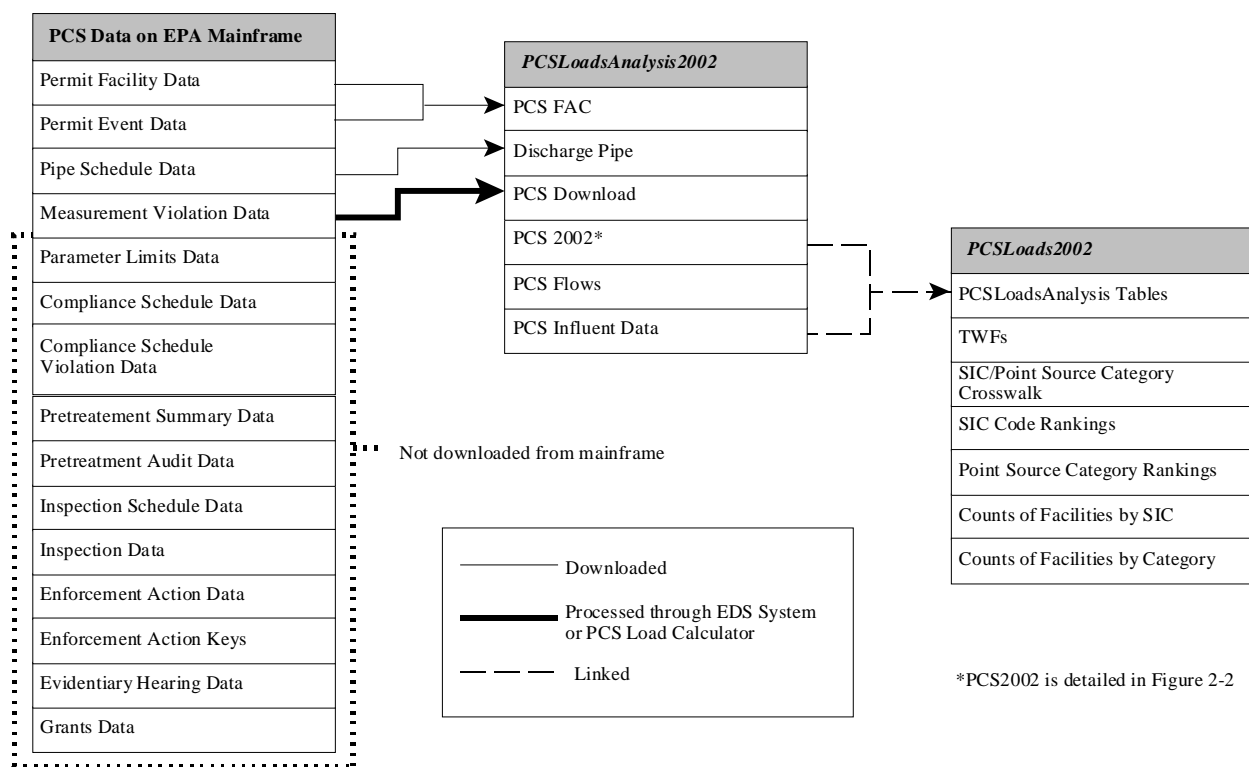 PCS Data on EPA Mainframe
Permit Facility Data
Permit Event Data
Pipe Schedule Data
Measurement Violation Data
Parameter Limits Data
Compliance Schedule Data
Compliance Schedule
Violation Data
Pretreatement Summary Data
Pretreatment Audit Data
Inspection Schedule Data
Inspection Data
Enforcement Action Data
Enforcement Action Keys
Evidentiary Hearing Data
Grants Data
PCSLoadsAnalysis2002
PCS FAC
Discharge Pipe
PCS Download
PCS 2002*
PCS Flows
PCS Influent Data
PCSLoads2002
PCSLoadsAnalysis Tables
TWFs
SIC/Point Source Category
Crosswalk
SIC Code Rankings
Point Source Category Rankings
Counts of Facilities by SIC
Counts of Facilities by Category
Not downloaded from mainframe
Downloaded
Processed through EDS System
or PCS Load Calculator
Linked
*PCS2002 is detailed in Figure 2-2